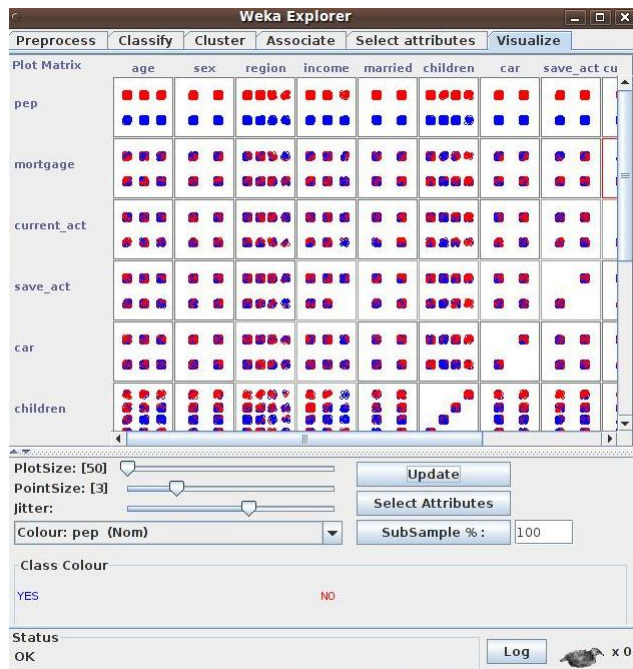 Weka Explorer
Preprocess Classify Cluster Associate Select attributes Visualize
Plot Matrix age sex region income married children car save_act cu
pep
mortgage
current_act
save_act
car
children
PlotSize: [50]
PointSize: [3]
Jitter:
Update
Select Attributes
Colour: pep (Nom)
SubSample % :
100
Class Colour
YES NO
Status
OK
Log
x 0